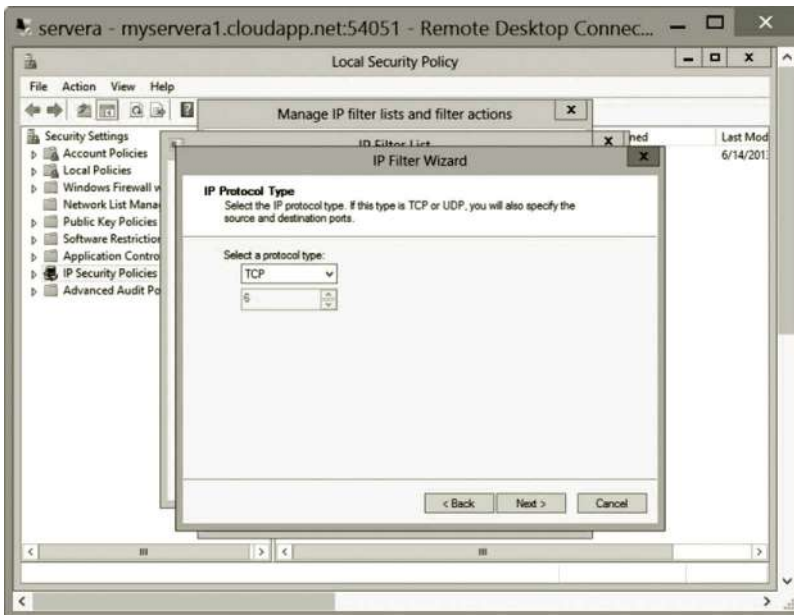 servera - myservera1.cloudapp.net:54051 - Remote Desktop Connec...
Local Security Policy
File Action View Help
Manage IP filter lists and filter actions
IP Filter List
ned
Last Mod
6/14/201
IP Filter Wizard
Security Settings
Account Policies
Local Policies
Windows Firewall w
Network List Mana
Public Key Policies
Software Restriction
Application Contro
IP Security Policies
Advanced Audit Po
IP Protocol Type
Select the IP protocol type. If this type is TCP or UDP, you will also specify the
source and destination ports.
Select a protocol type:
TCP
6
< Back
Next >
Cancel